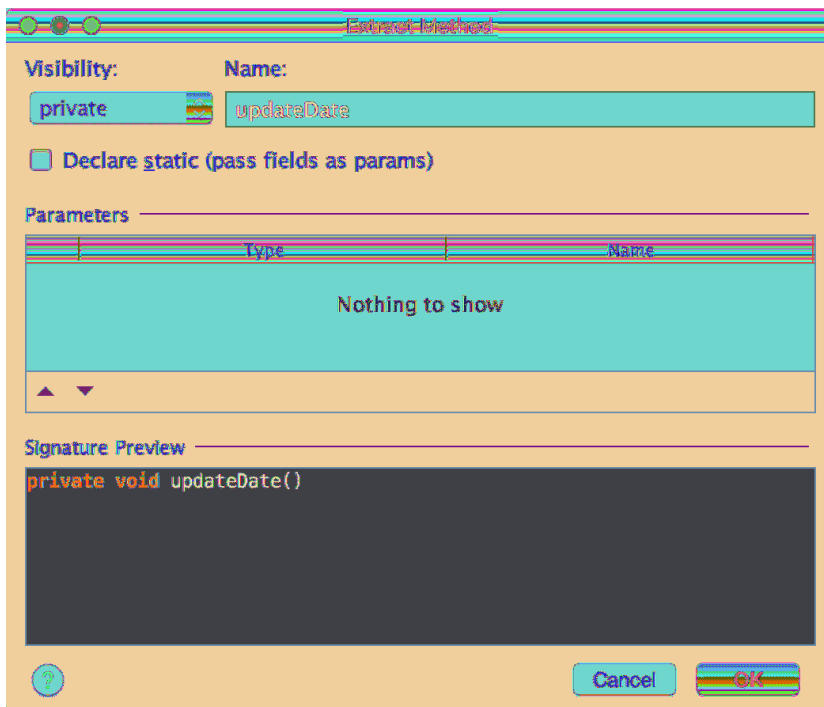 Extract Method
Visibility: Name:
private updateDate
Declare static (pass fields as params)
Parameters
Type Name
Nothing to show
Signature Preview
private void updateDate()
? Cancel OK